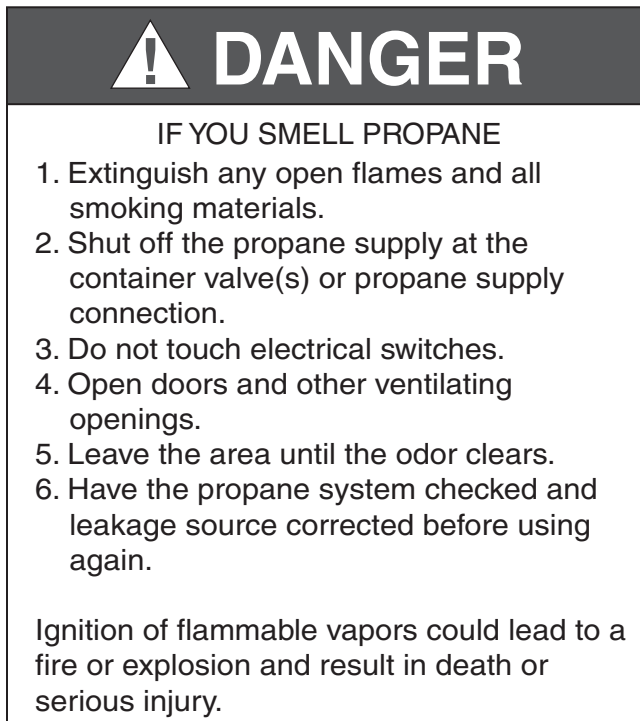 DANGER
IF YOU SMELL PROPANE
1. Extinguish any open flames and all
smoking materials.
2. Shut off the propane supply at the
container valve(s) or propane supply
connection.
3. Do not touch electrical switches.
4. Open doors and other ventilating
openings.
5. Leave the area until the odor clears.
6. Have the propane system checked and
leakage source corrected before using
again.
Ignition of flammable vapors could lead to a
fire or explosion and result in death or
serious injury.